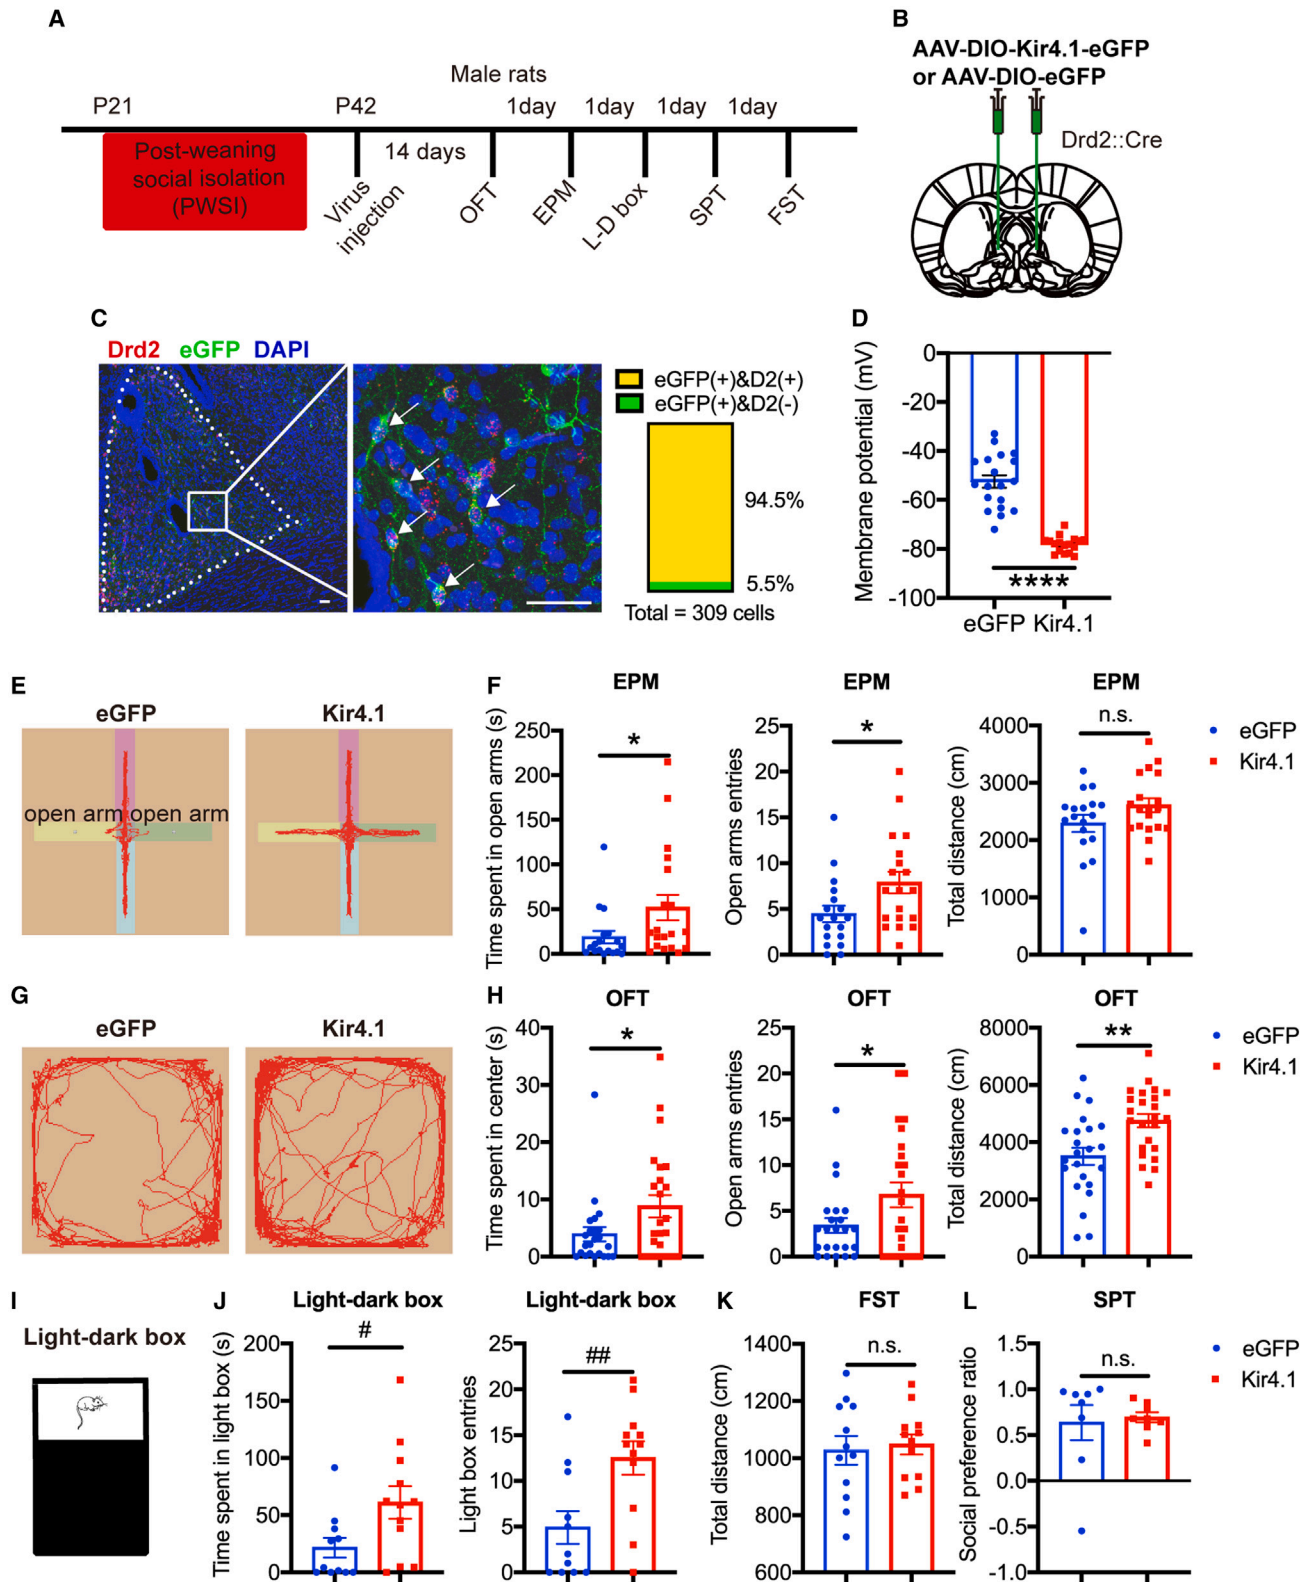 A
Male rats
P21
P42
1day
1day
1day
1day
Post-weaning
social isolation
(PWSI)
14 days
Virus
injection
OFT
EPM
L-D box
SPT
FST
B
AAV-DIO-Kir4.1-eGFP
or AAV-DIO-eGFP
Drd2::Cre
C
Drd2 eGFP DAPI
eGFP(+)&D2(+)
eGFP(+)&D2(-)
94.5%
5.5%
Total = 309 cells
D
Membrane potential (mV)
0
-20
-40
-60
-80
-100
****
eGFP Kir4.1
E
eGFP
Kir4.1
open arm open arm
F
EPM
Time spent in open arms (s)
250
200
150
100
50
0
*
EPM
Open arms entries
25
20
15
10
5
0
*
EPM
Total distance (cm)
4000
3000
2000
1000
0
n.s.
eGFP
Kir4.1
G
eGFP
Kir4.1
H
OFT
Time spent in center (s)
40
30
20
10
0
*
OFT
Open arms entries
25
20
15
10
5
0
*
OFT
Total distance (cm)
8000
6000
4000
2000
0
**
eGFP
Kir4.1
I
Light-dark box
J
Light-dark box
Time spent in light box (s)
200
150
100
50
0
#
Light-dark box
Light box entries
25
20
15
10
5
0
##
K
FST
Total distance (cm)
1400
1200
1000
800
600
n.s.
L
SPT
Social preference ratio
1.5
1.0
0.5
0.0
-0.5
-1.0
n.s.
eGFP
Kir4.1